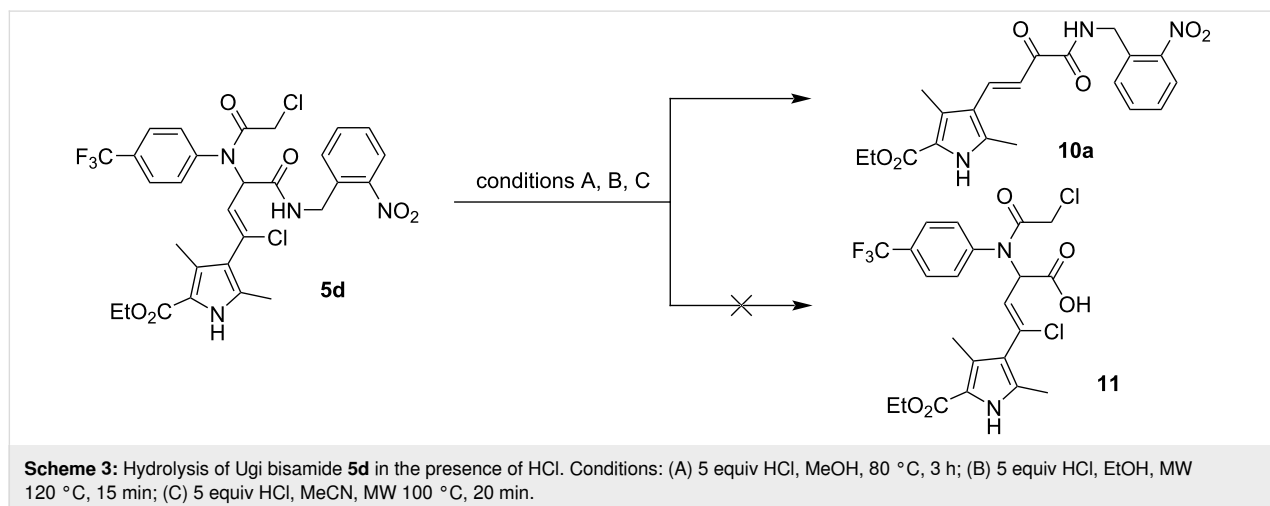 O
HN
NO₂
O
EtO₂C
N
H
10a
O
Cl
F₃C
N
O
HN
NO₂
Cl
EtO₂C
N
H
5d
conditions A, B, C
O
Cl
F₃C
N
O
OH
Cl
EtO₂C
N
H
11
Scheme 3: Hydrolysis of Ugi bisamide 5d in the presence of HCl. Conditions: (A) 5 equiv HCl, MeOH, 80 °C, 3 h; (B) 5 equiv HCl, EtOH, MW
120 °C, 15 min; (C) 5 equiv HCl, MeCN, MW 100 °C, 20 min.